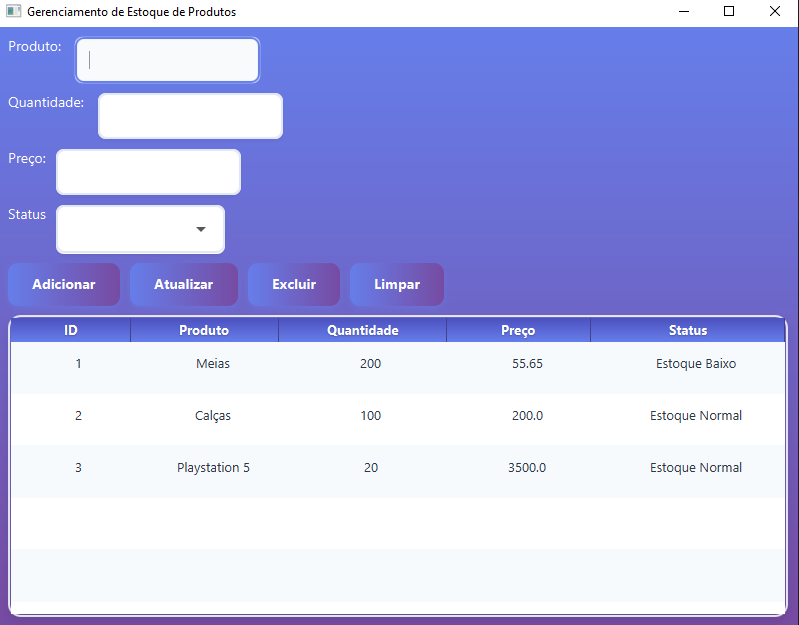 Gerenciamento de Estoque de Produtos
Produto:
Quantidade:
Preço:
Status
Adicionar Atualizar Excluir Limpar
ID Produto Quantidade Preço Status
1 Meias 200 55.65 Estoque Baixo
2 Calças 100 200.0 Estoque Normal
3 Playstation 5 20 3500.0 Estoque Normal